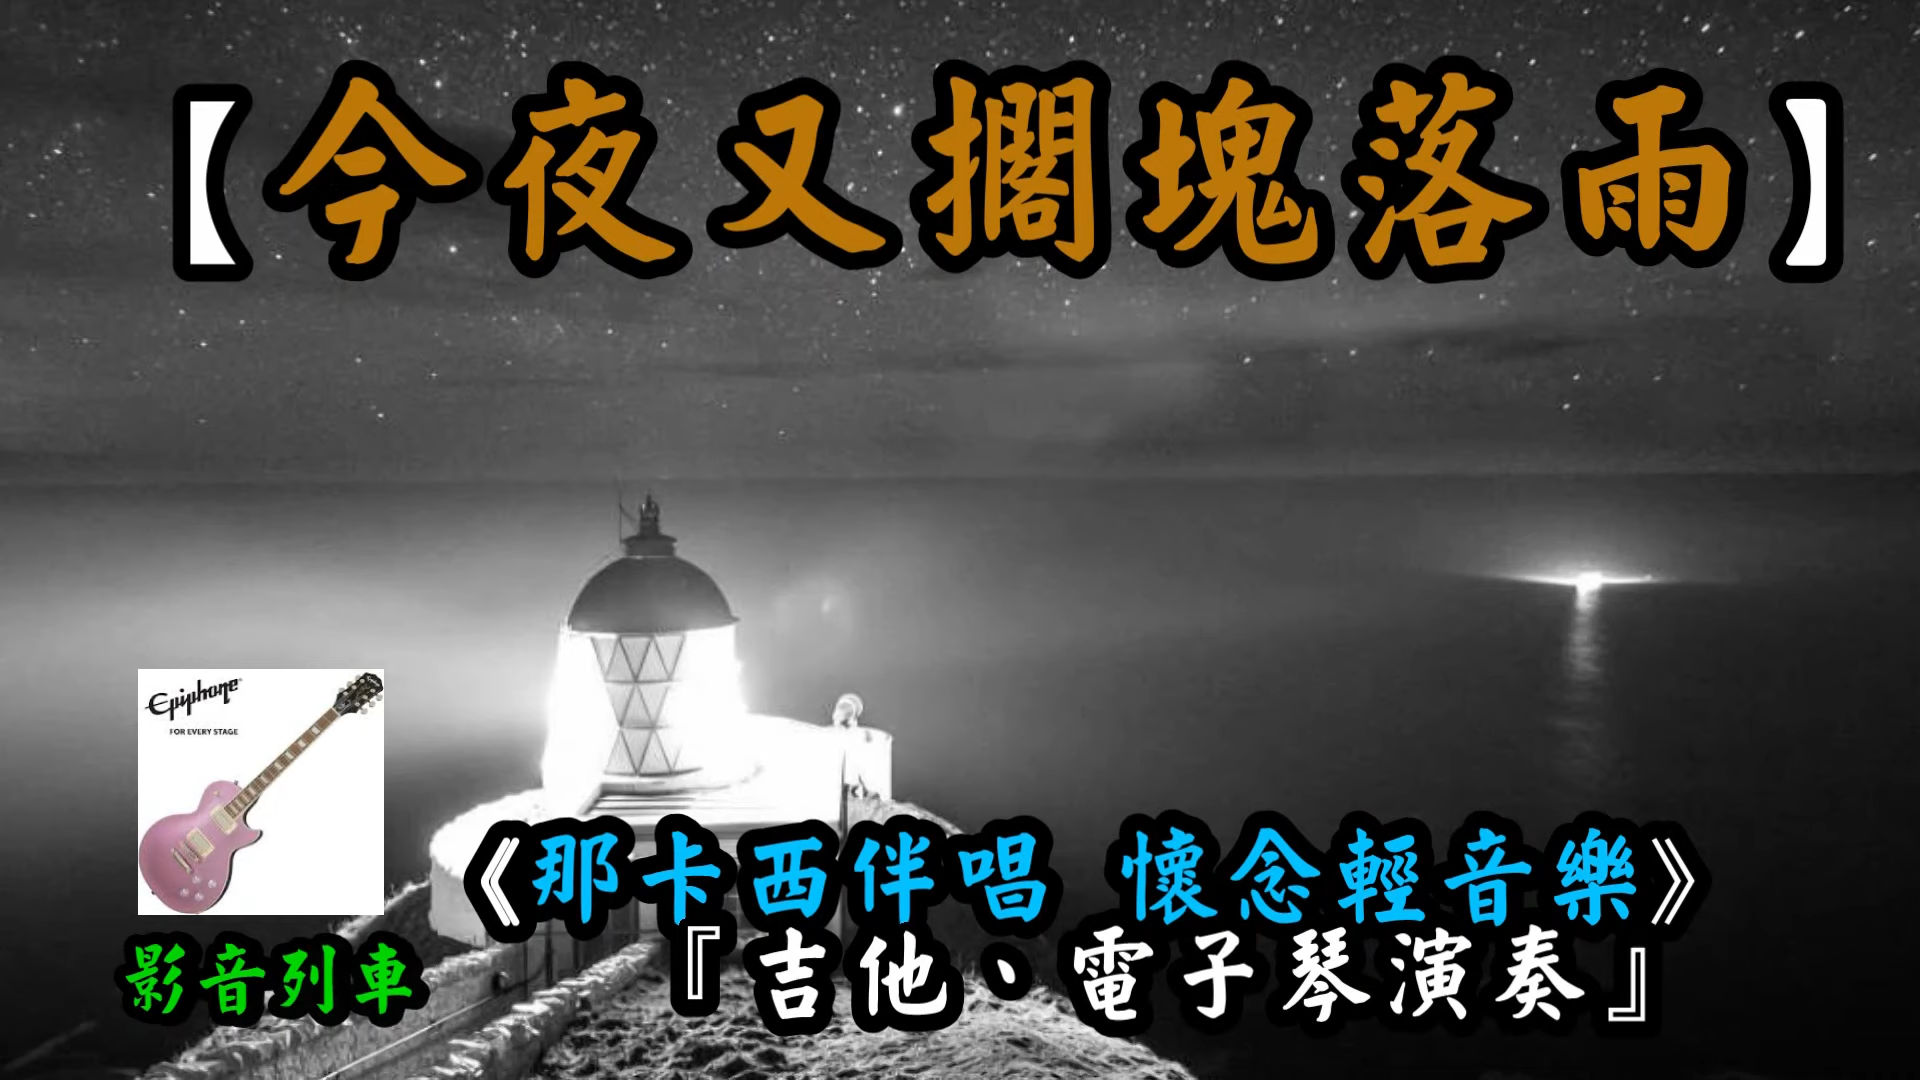 【今夜又擱塊落雨】
Epiphone
FOR EVERY STAGE
《那卡西伴唱 懷念輕音樂》
『吉他、電子琴演奏』
影音列車